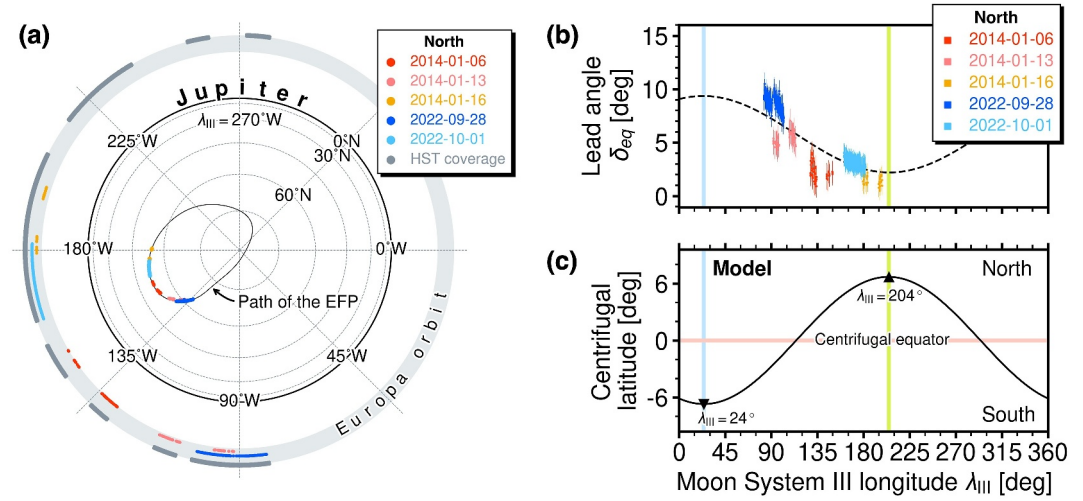 (a)
North
2014-01-06
2014-01-13
2014-01-16
2022-09-28
2022-10-01
HST coverage
Jupiter
λIII = 270˚W
225˚W
0˚N
30˚N
60˚N
180˚W
0˚W
Path of the EFP
135˚W
45˚W
90˚W
Europa orbit
(b)
North
2014-01-06
2014-01-13
2014-01-16
2022-09-28
2022-10-01
Lead angle
δeq [deg]
15
10
5
0
(c)
Model
North
λIII = 204°
Centrifugal equator
λIII = 24°
South
Centrifugal
latitude [deg]
6
0
-6
0 45 90 135 180 225 270 315 360
Moon System III longitude λIII [deg]